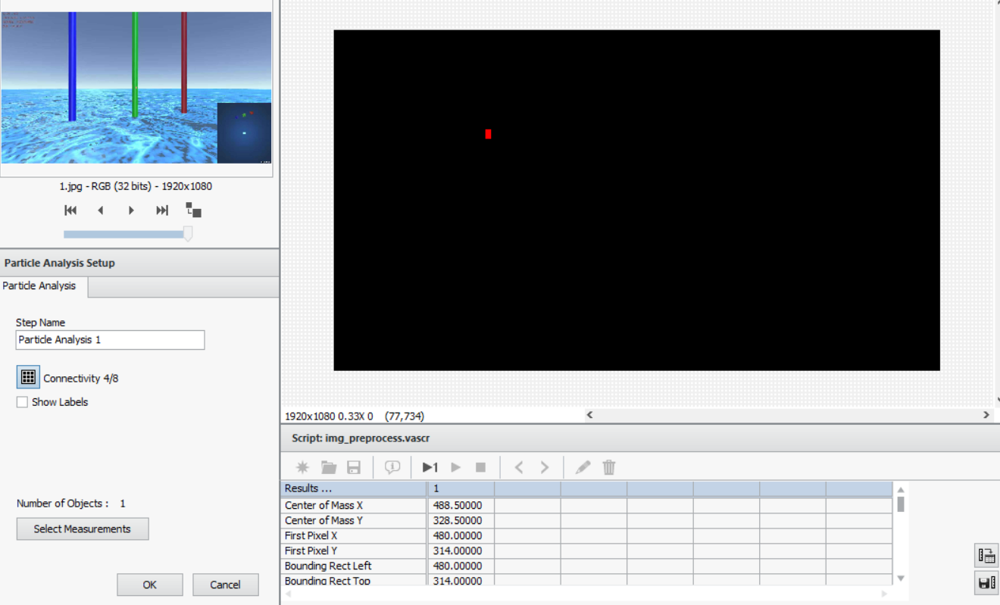 1.jpg - RGB (32 bits) - 1920x1080
Particle Analysis Setup
Particle Analysis
Step Name
Particle Analysis 1
Connectivity 4/8
Show Labels
Number of Objects : 1
Select Measurements
OK Cancel
1920x1080 0.33X 0 (77,734)
Script: img_preprocess.vascr
1
Results ... 1
Center of Mass X 488.50000
Center of Mass Y 328.50000
First Pixel X 480.00000
First Pixel Y 314.00000
Bounding Rect Left 480.00000
Bounding Rect Top 314.00000